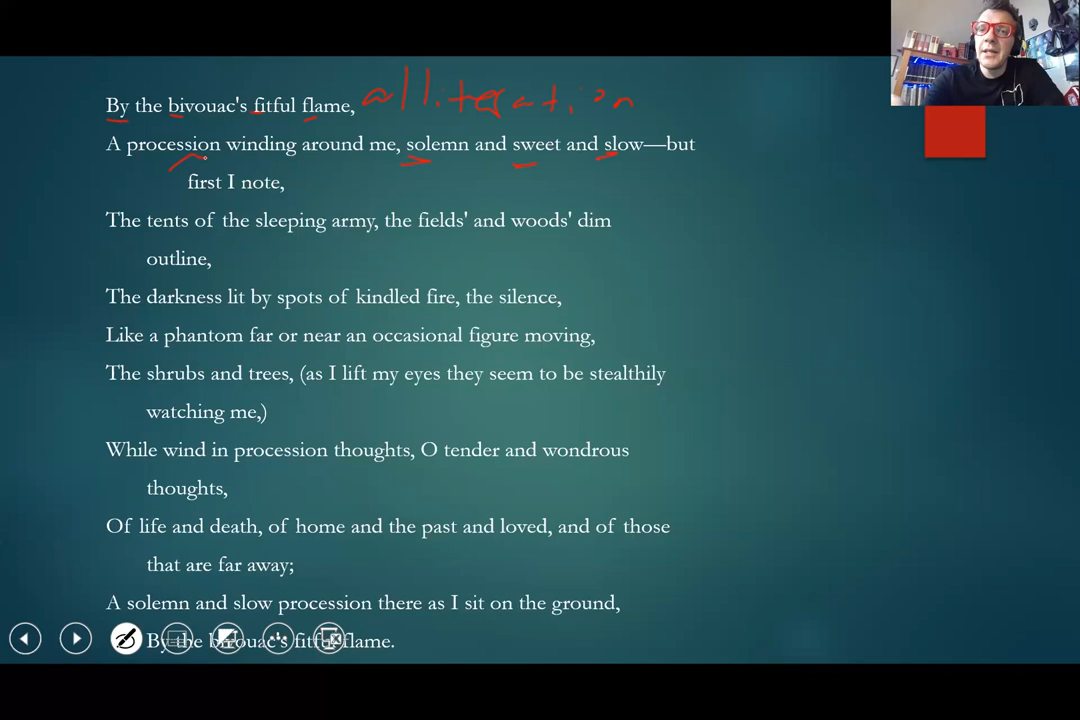 By the bivouac's fitful flame, alliteration
A procession winding around me, solemn and sweet and slow—but
first I note,
The tents of the sleeping army, the fields' and woods' dim
outline,
The darkness lit by spots of kindled fire, the silence,
Like a phantom far or near an occasional figure moving,
The shrubs and trees, (as I lift my eyes they seem to be stealthily
watching me,)
While wind in procession thoughts, O tender and wondrous
thoughts,
Of life and death, of home and the past and loved, and of those
that are far away;
A solemn and slow procession there as I sit on the ground,
By the bivouac's fitful flame.